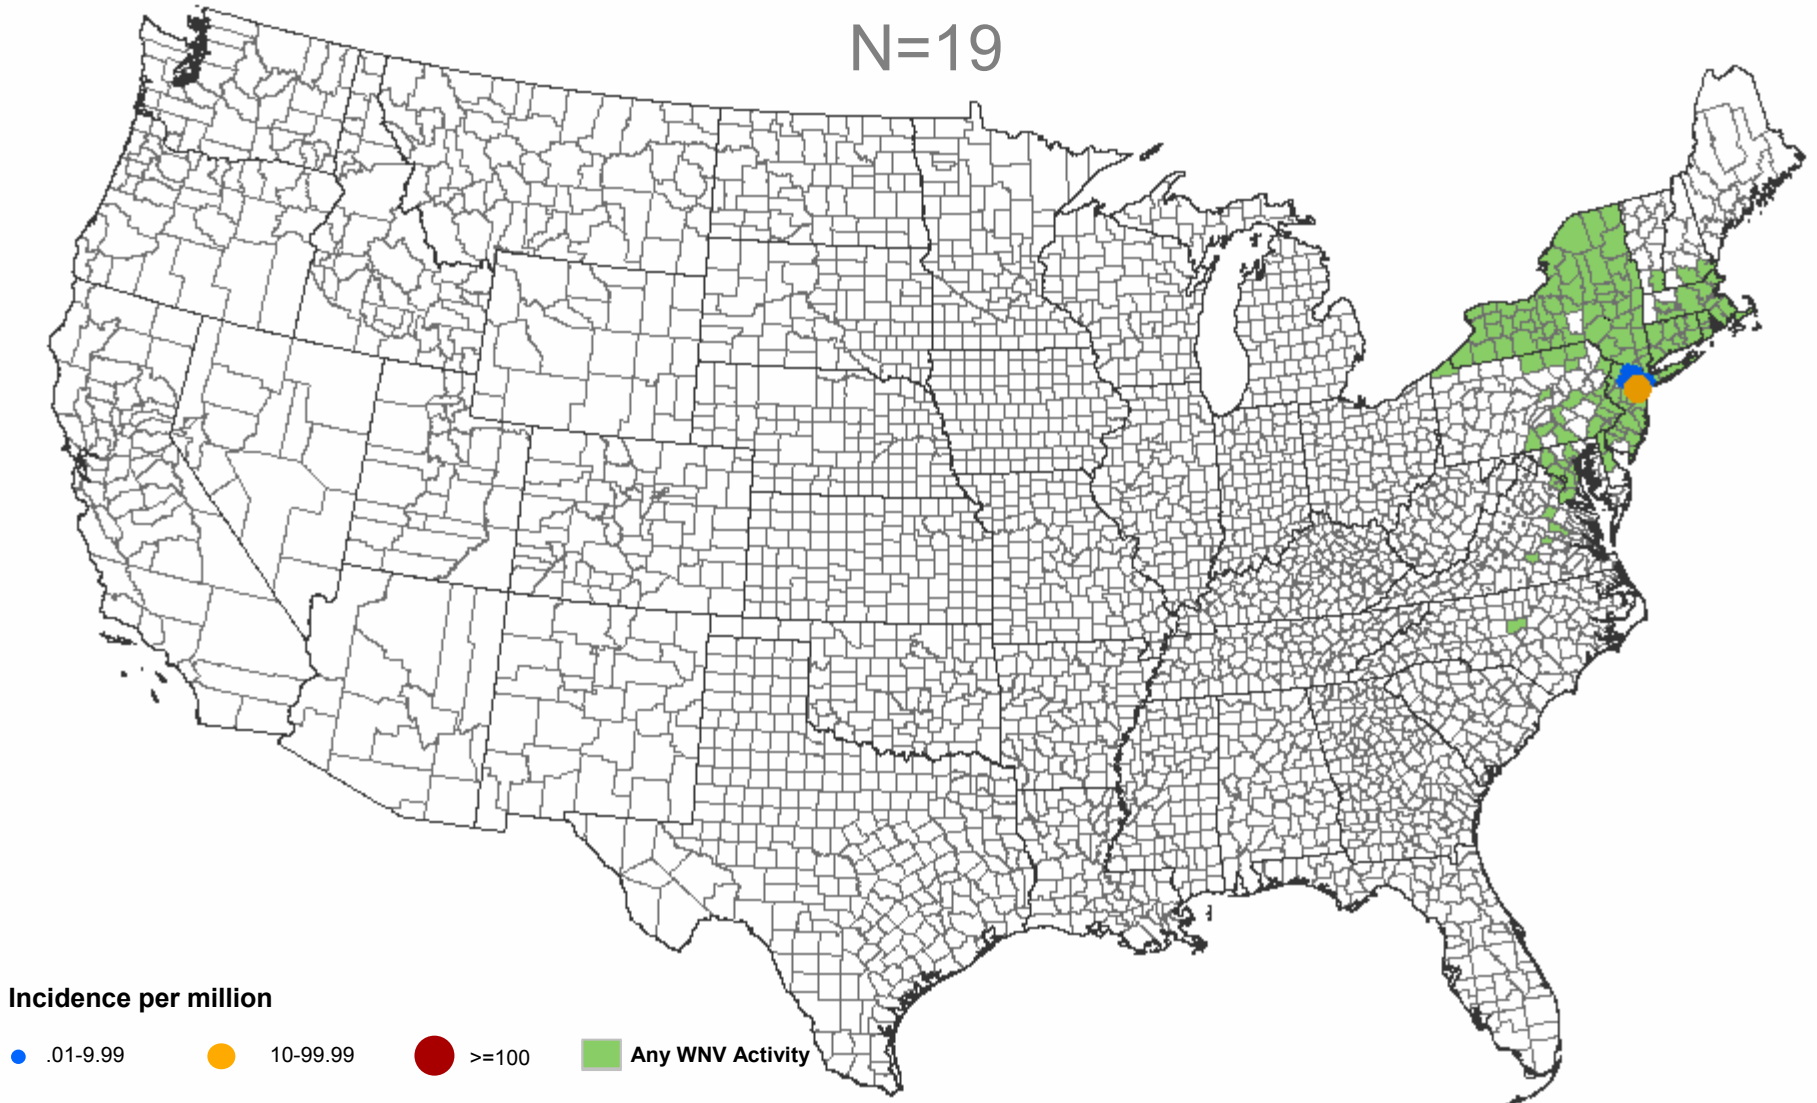 N=19
Incidence per million
.01-9.99 10-99.99 >=100 Any WNV Activity